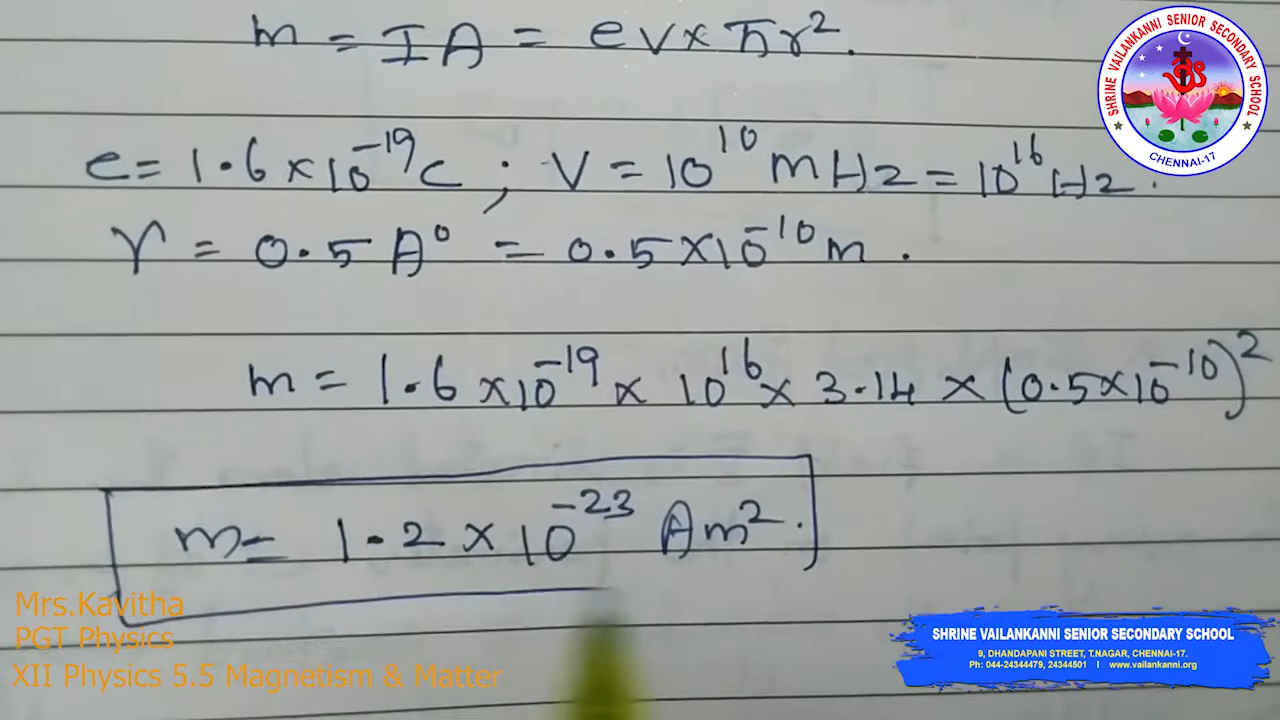 m = IA = eν × πr².
e = 1.6 × 10⁻¹⁹ C ; ν = 10¹⁰ mHz = 10¹⁶ Hz.
r = 0.5 A⁰ = 0.5 × 10⁻¹⁰ m.
m = 1.6 × 10⁻¹⁹ × 10¹⁶ × 3.14 × (0.5 × 10⁻¹⁰)²
m = 1.2 × 10⁻²³ Am².
SHRINE VAILANKANNI SENIOR SECONDARY SCHOOL
CHENNAI-17
Mrs.Kavitha
PGT Physics
XII Physics 5.5 Magnetism & Matter
SHRINE VAILANKANNI SENIOR SECONDARY SCHOOL
9, DHANDAPANI STREET, T.NAGAR, CHENNAI-17.
Ph: 044-24344479, 24344501 | www.vailankanni.org